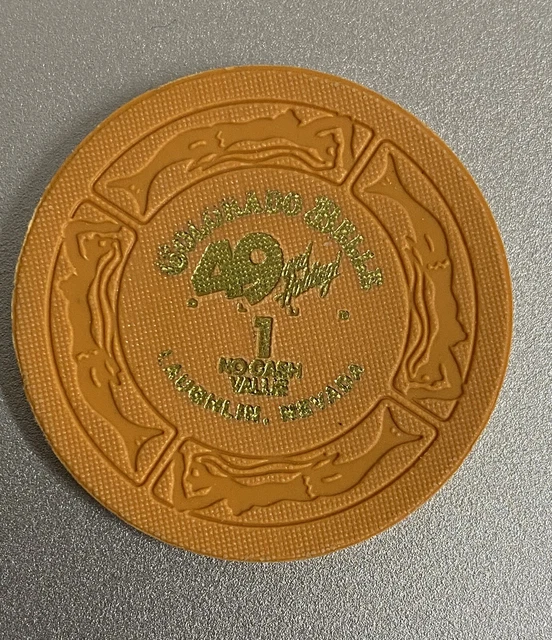 COLORADO BELLE
49
1
NO CASH
VALUE
LAUGHLIN, NEVADA